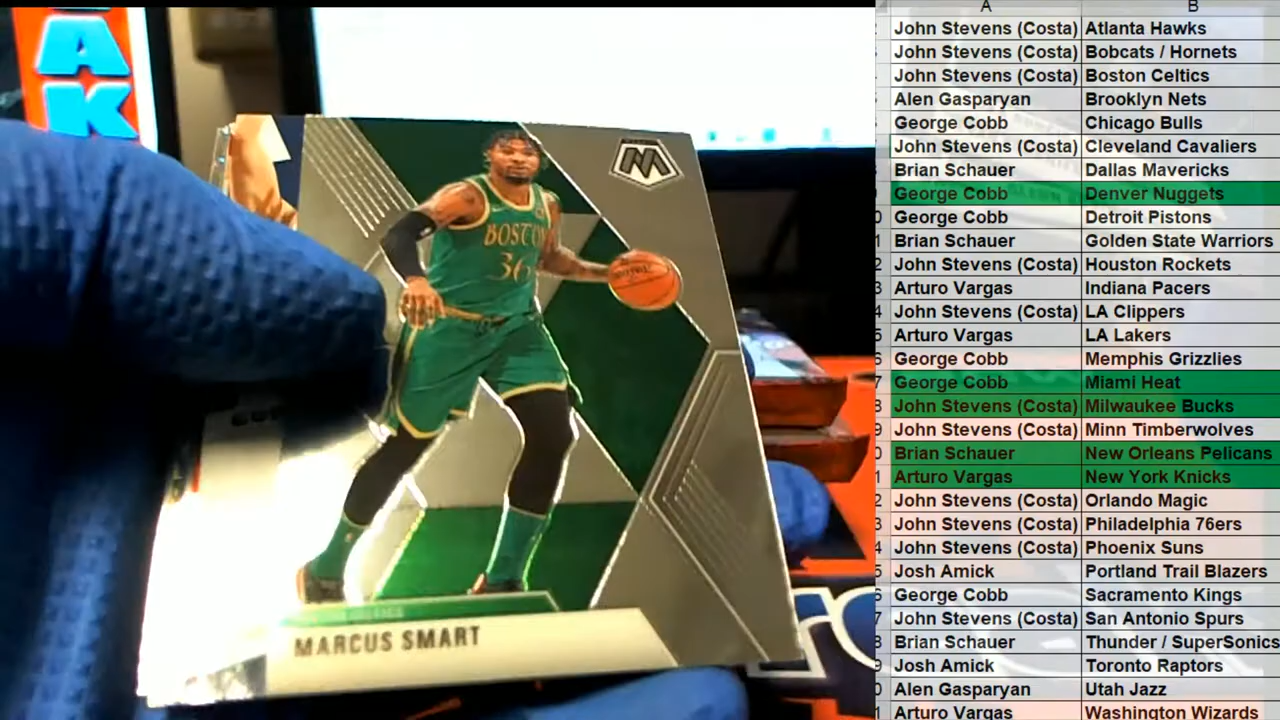 AK
M
BOSTON
36
CELTICS
MARCUS SMART
A B
John Stevens (Costa) Atlanta Hawks
John Stevens (Costa) Bobcats / Hornets
John Stevens (Costa) Boston Celtics
Alen Gasparyan Brooklyn Nets
George Cobb Chicago Bulls
John Stevens (Costa) Cleveland Cavaliers
Brian Schauer Dallas Mavericks
George Cobb Denver Nuggets
George Cobb Detroit Pistons
Brian Schauer Golden State Warriors
John Stevens (Costa) Houston Rockets
Arturo Vargas Indiana Pacers
John Stevens (Costa) LA Clippers
Arturo Vargas LA Lakers
George Cobb Memphis Grizzlies
George Cobb Miami Heat
John Stevens (Costa) Milwaukee Bucks
John Stevens (Costa) Minn Timberwolves
Brian Schauer New Orleans Pelicans
Arturo Vargas New York Knicks
John Stevens (Costa) Orlando Magic
John Stevens (Costa) Philadelphia 76ers
John Stevens (Costa) Phoenix Suns
Josh Amick Portland Trail Blazers
George Cobb Sacramento Kings
John Stevens (Costa) San Antonio Spurs
Brian Schauer Thunder / SuperSonics
Josh Amick Toronto Raptors
Alen Gasparyan Utah Jazz
Arturo Vargas Washington Wizards